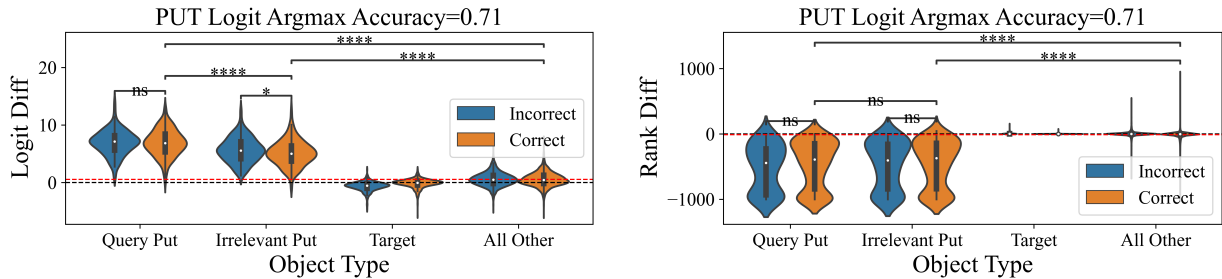 PUT Logit Argmax Accuracy=0.71
Logit Diff
20
10
0
****
****
****
ns
*
Incorrect
Correct
Query Put
Irrelevant Put
Target
All Other
Object Type
PUT Logit Argmax Accuracy=0.71
Rank Diff
1000
0
−1000
****
****
ns
ns
ns
Incorrect
Correct
Query Put
Irrelevant Put
Target
All Other
Object Type